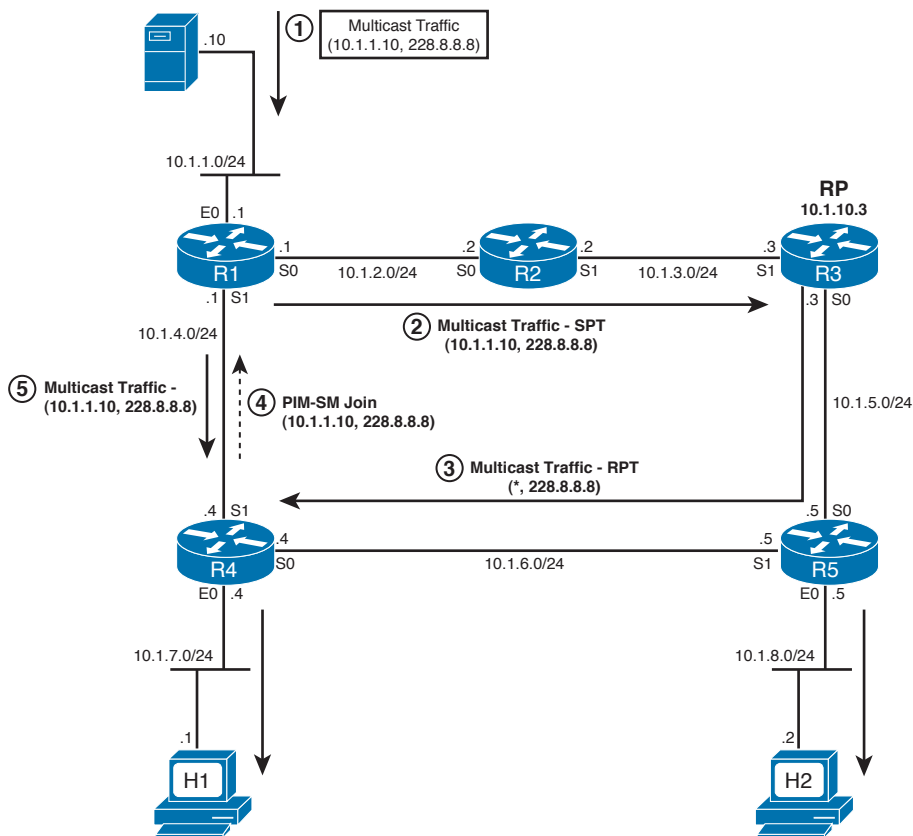 .10
1
Multicast Traffic
(10.1.1.10, 228.8.8.8)
10.1.1.0/24
E0 .1
RP
10.1.10.3
R1
.1
S0
10.1.2.0/24
.2
S0
R2
.2
S1
10.1.3.0/24
.3
S1
R3
.1 S1
.3 S0
10.1.4.0/24
2 Multicast Traffic - SPT
(10.1.1.10, 228.8.8.8)
5 Multicast Traffic -
(10.1.1.10, 228.8.8.8)
4 PIM-SM Join
(10.1.1.10, 228.8.8.8)
10.1.5.0/24
3 Multicast Traffic - RPT
(*, 228.8.8.8)
.4 S1
.5 S0
R4
.4
S0
10.1.6.0/24
.5
S1
R5
E0 .4
E0 .5
10.1.7.0/24
10.1.8.0/24
.1
.2
H1
H2